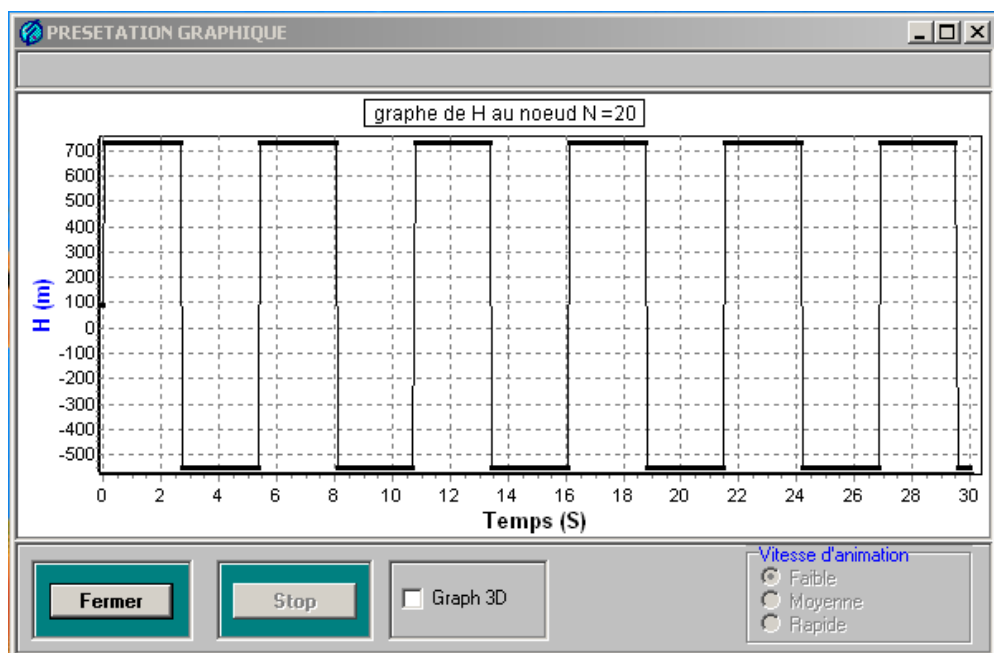 PRESETATION GRAPHIQUE
graphe de H au noeud N =20
700
600
500
400
300
200
100
0
-100
-200
-300
-400
-500
H (m)
0 2 4 6 8 10 12 14 16 18 20 22 24 26 28 30
Temps (S)
Fermer
Stop
Graph 3D
Vitesse d'animation
Faible
Moyenne
Rapide